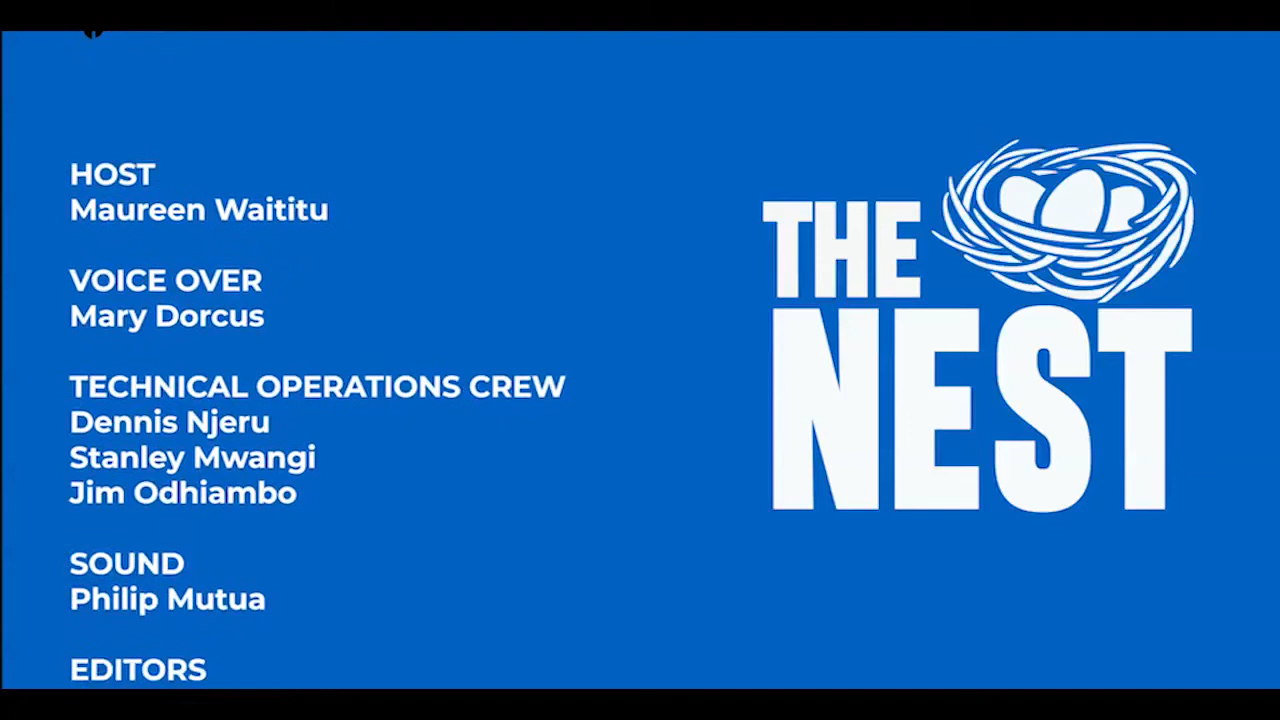 HOST
Maureen Waititu
VOICE OVER
Mary Dorcus
TECHNICAL OPERATIONS CREW
Dennis Njeru
Stanley Mwangi
Jim Odhiambo
SOUND
Philip Mutua
EDITORS
THE
NEST